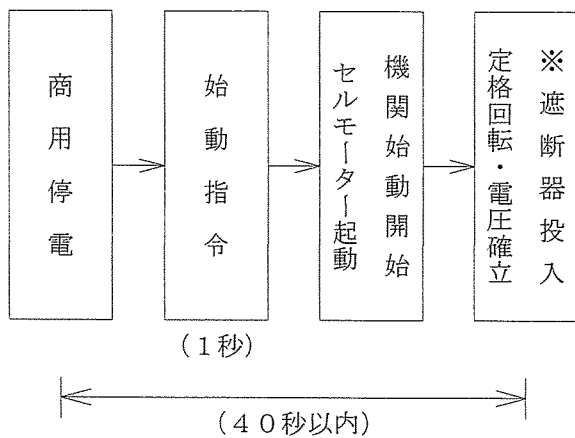 商用停電
始動指令
機関始動開始
セルモーター起動
※遮断器投入
定格回転・電圧確立
(1秒)
(40秒以内)